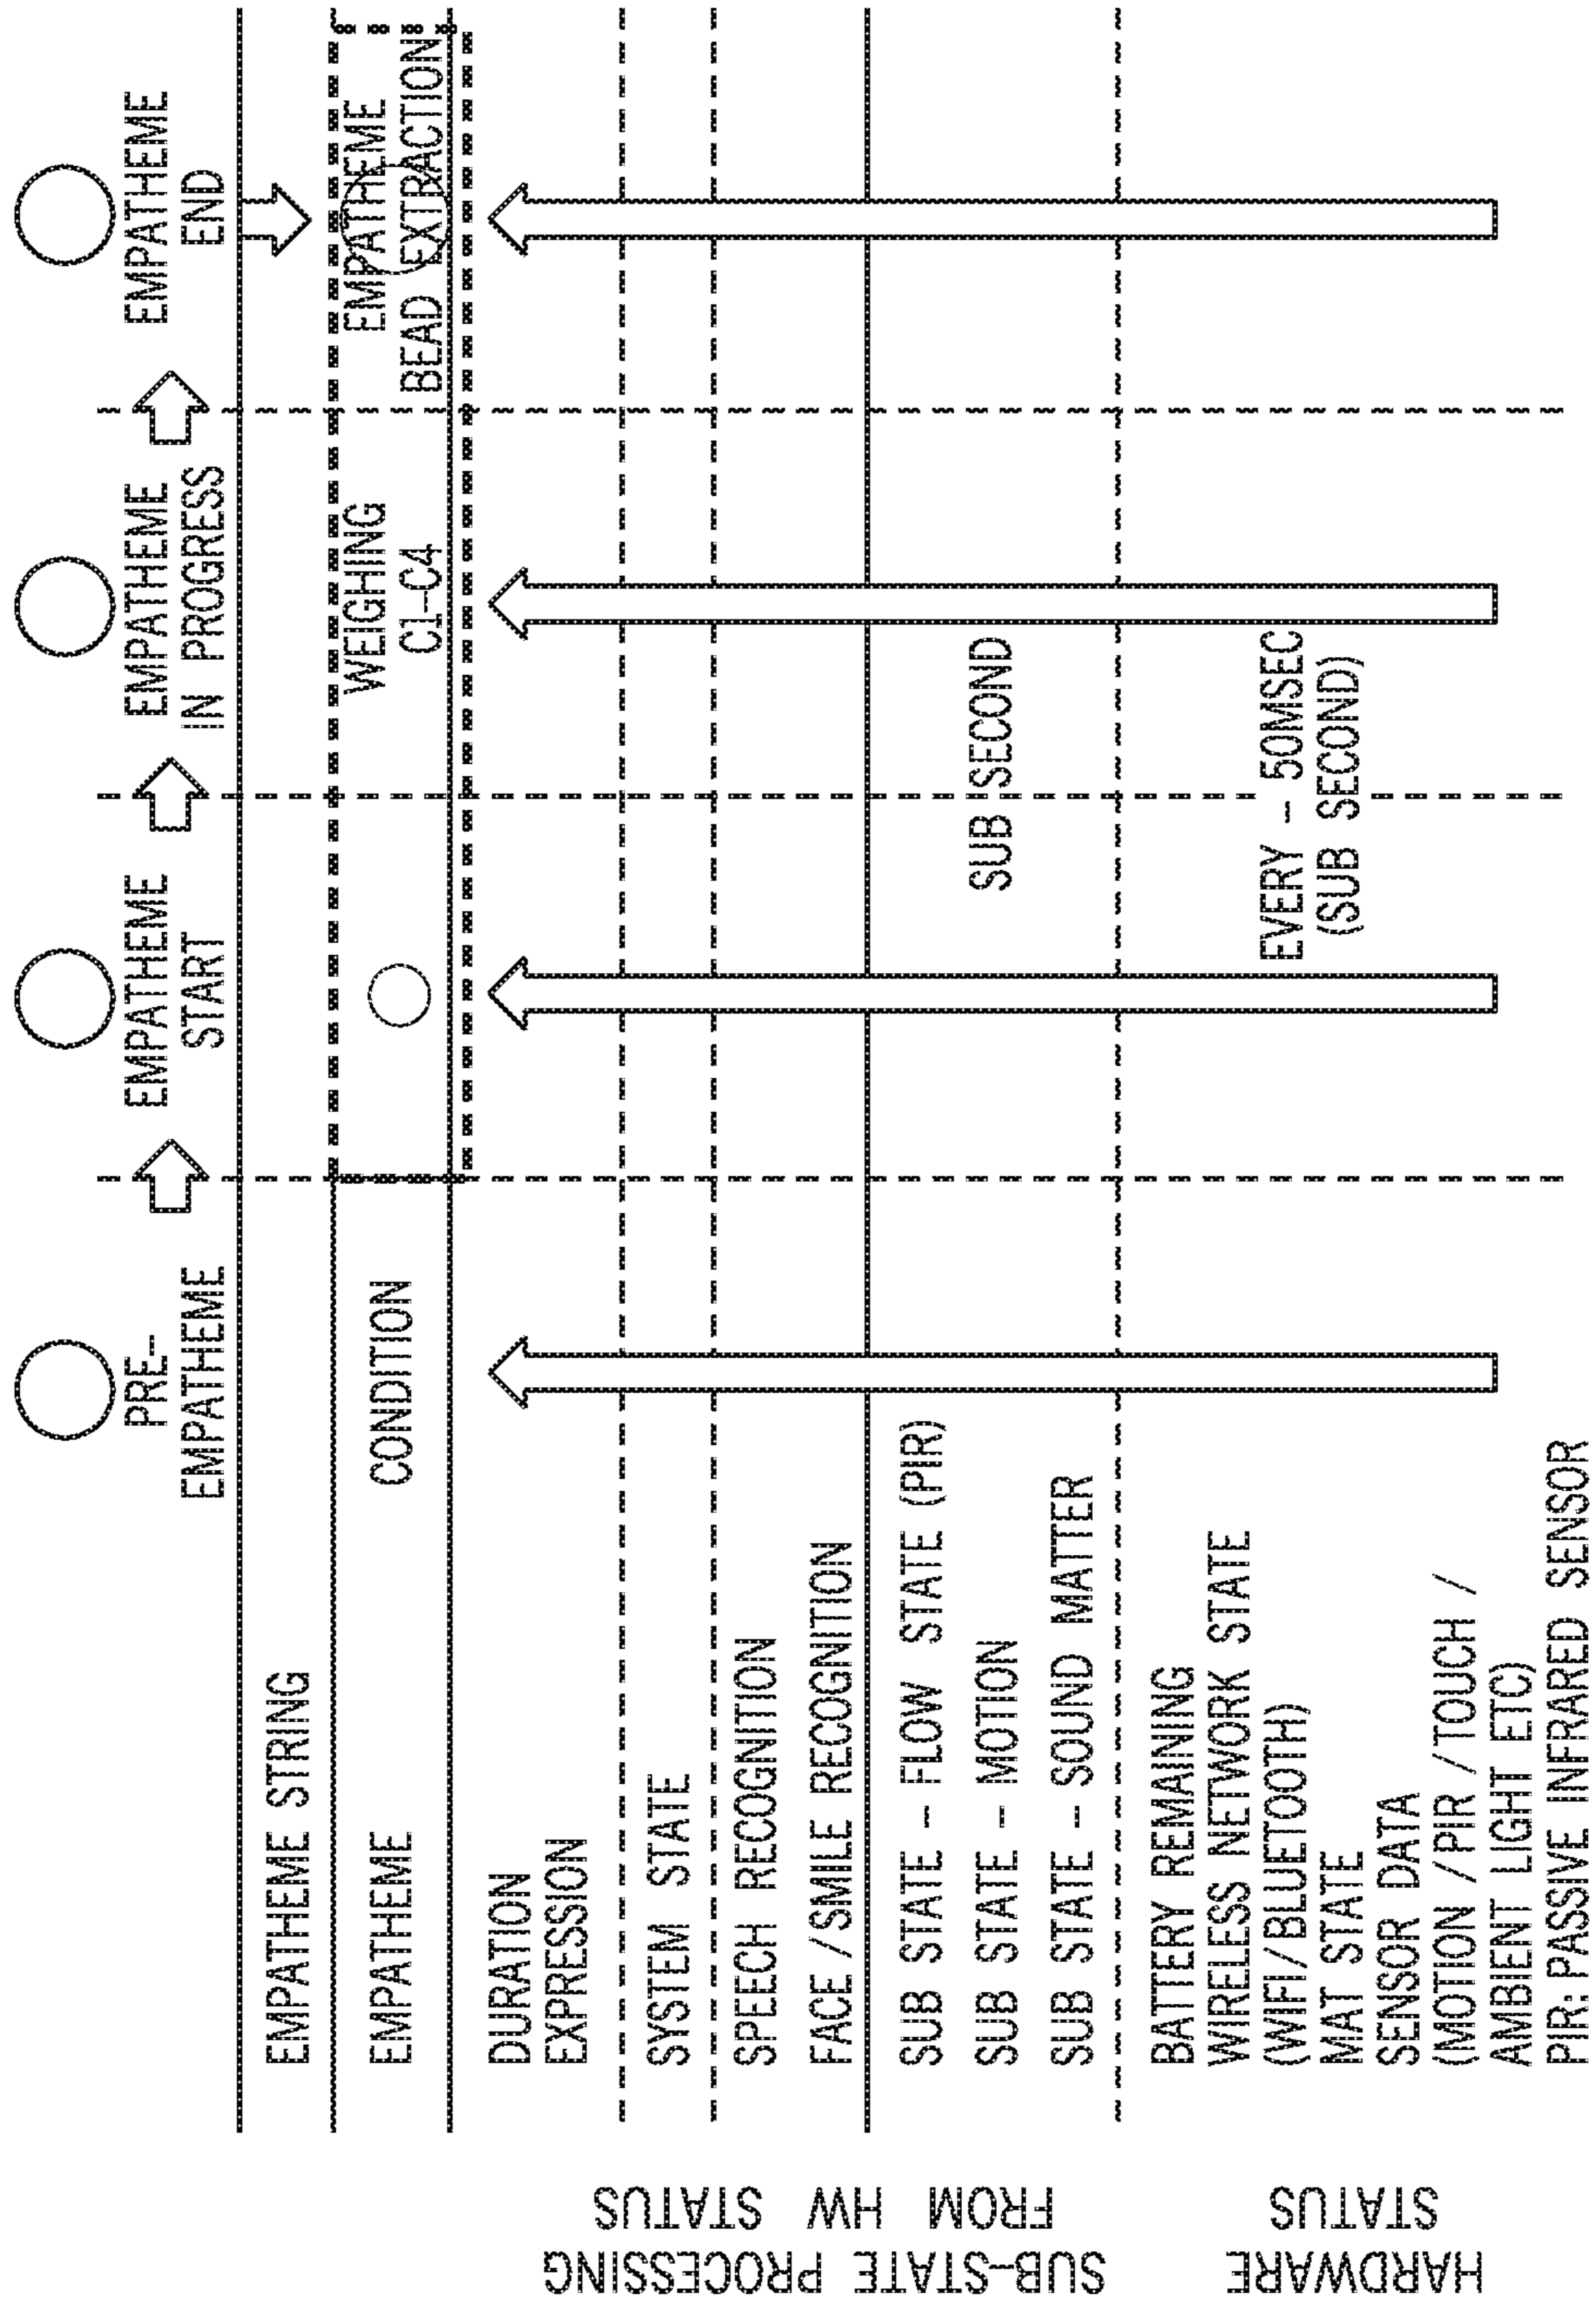 PRE-
EMPATHEME
EMPATHEME
START
EMPATHEME
IN PROGRESS
EMPATHEME
END
EMPATHEME STRING
EMPATHEME
CONDITION
WEIGHING
C1-C4
EMPATHEME
BEAD EXTRACTION
DURATION
EXPRESSION
SYSTEM STATE
SPEECH RECOGNITION
FACE / SMILE RECOGNITION
SUB-STATE PROCESSING
FROM HW STATUS
SUB STATE - FLOW STATE (PIR)
SUB STATE - MOTION
SUB STATE - SOUND MATTER
SUB SECOND
HARDWARE
STATUS
BATTERY REMAINING
WIRELESS NETWORK STATE
(WIFI/BLUETOOTH)
MAT STATE
SENSOR DATA
(MOTION / PIR / TOUCH /
AMBIENT LIGHT ETC)
PIR: PASSIVE INFRARED SENSOR
EVERY - 50MSEC
(SUB SECOND)